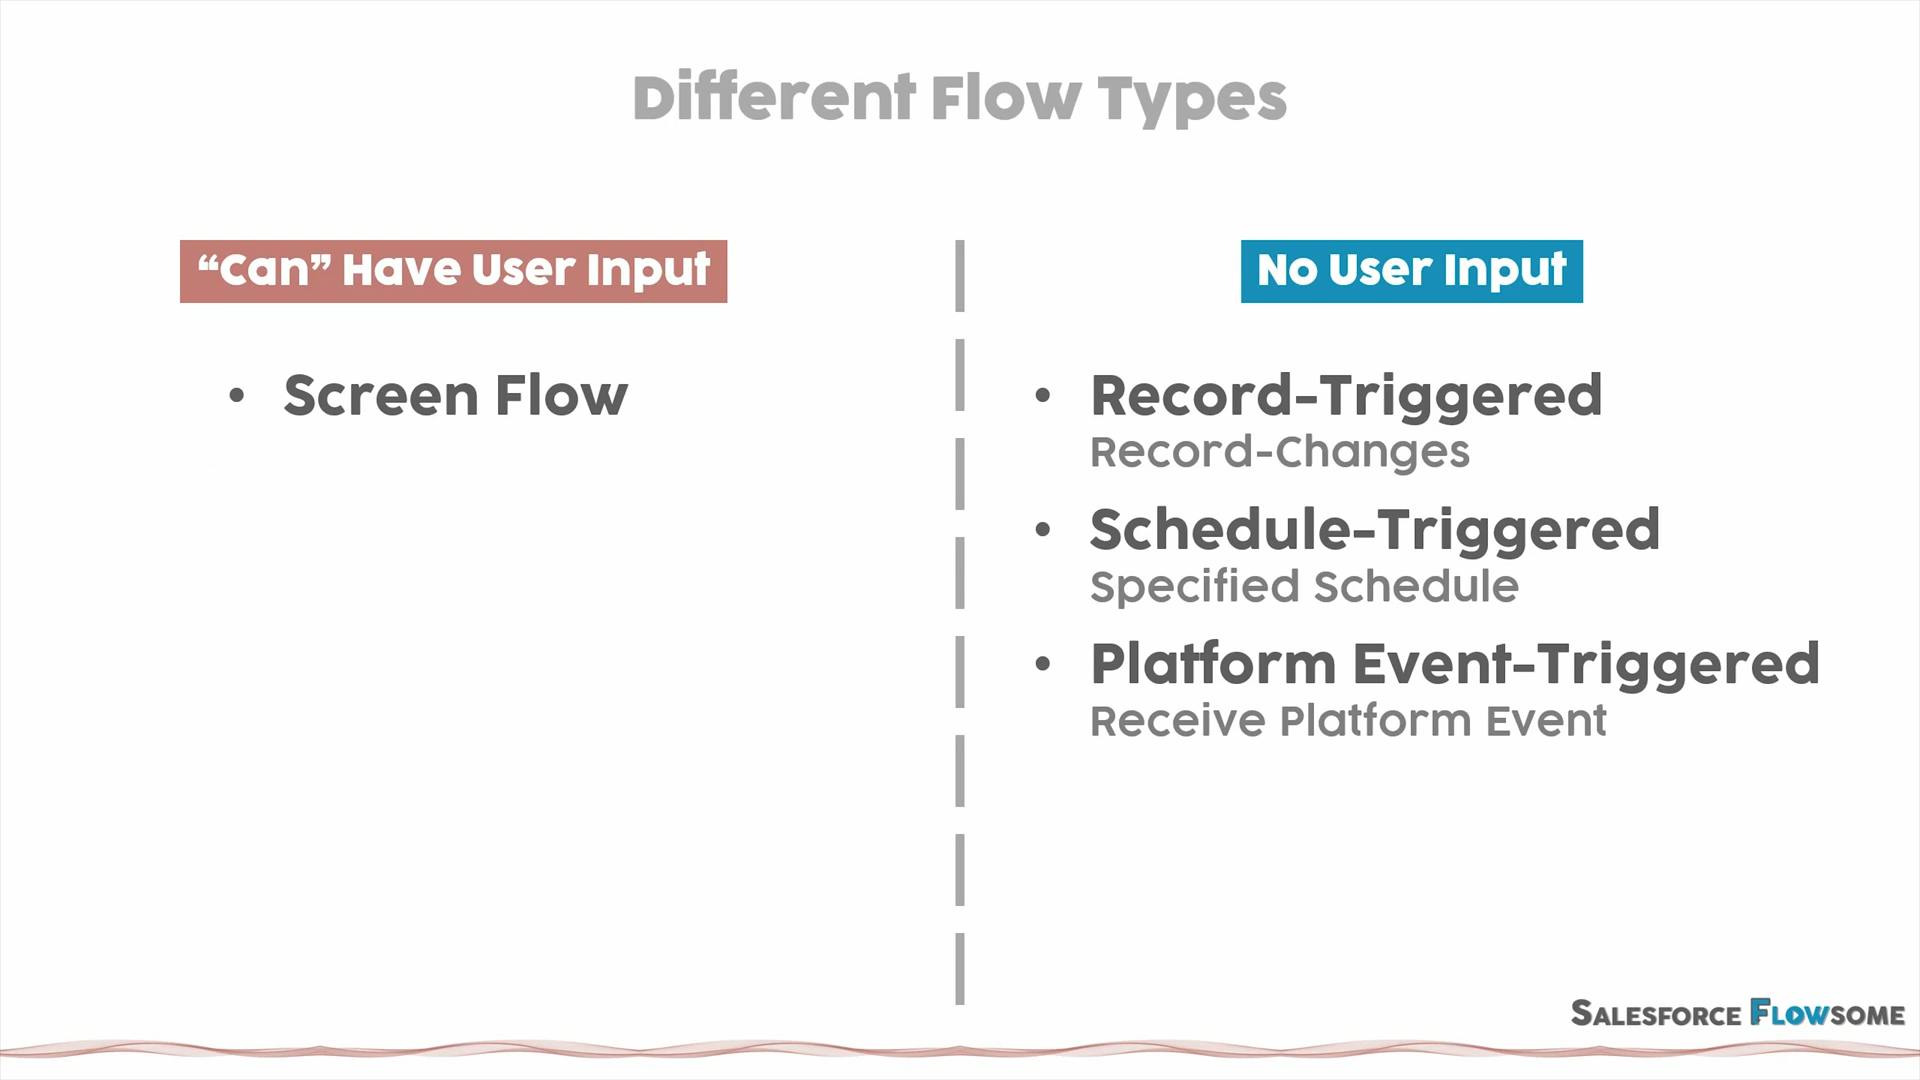 Different Flow Types
“Can” Have User Input
• Screen Flow
No User Input
• Record-Triggered
Record-Changes
• Schedule-Triggered
Specified Schedule
• Platform Event-Triggered
Receive Platform Event
SALESFORCE FLOWSOME